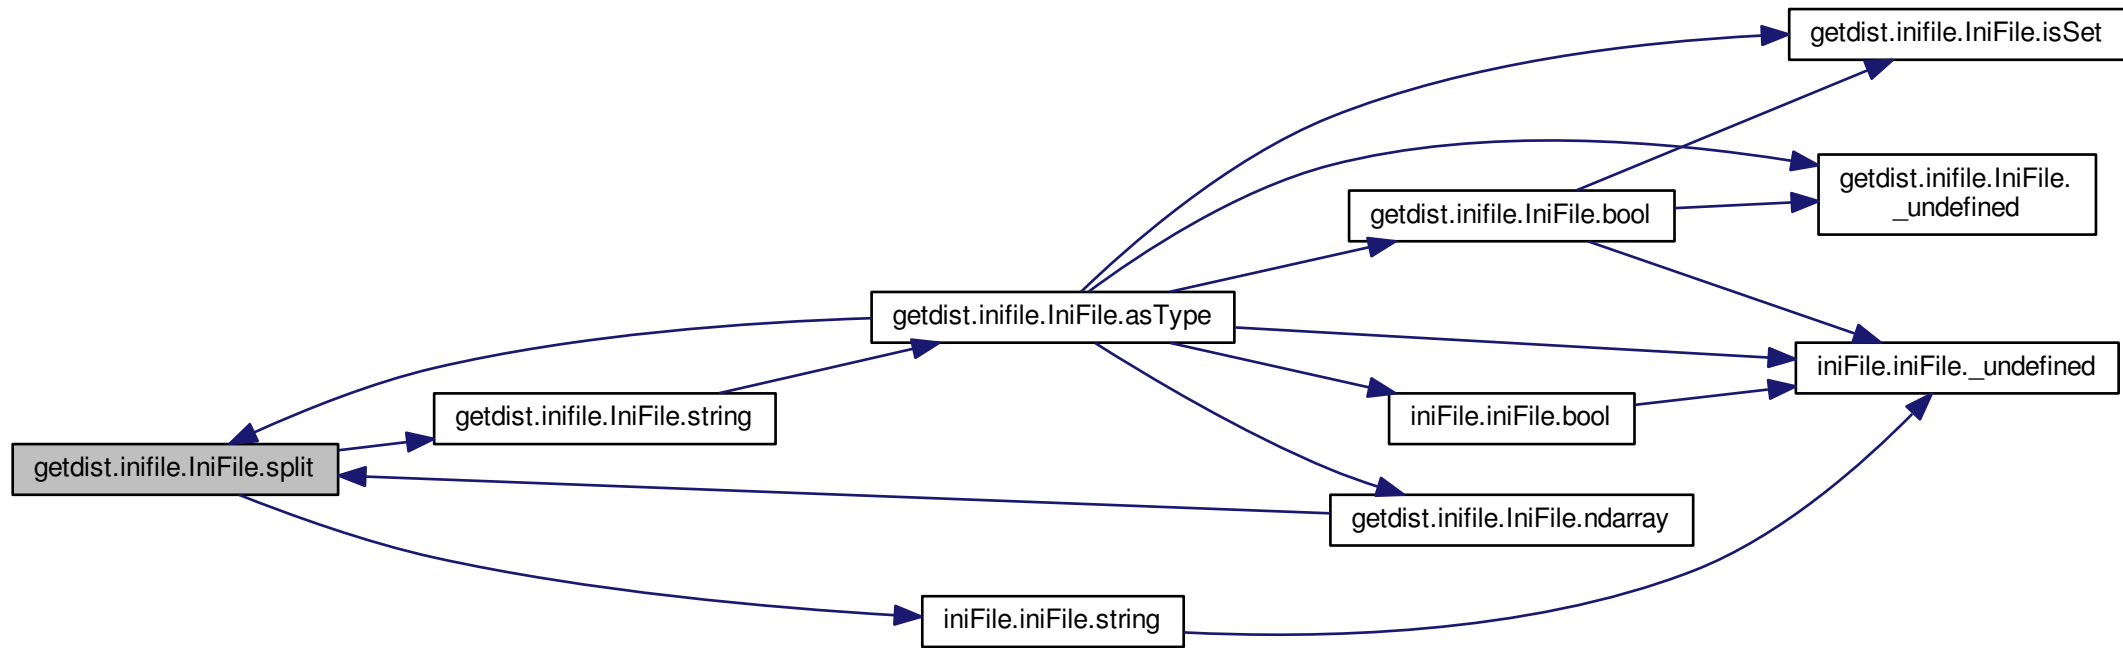 getdist.inifile.IniFile.isSet
getdist.inifile.IniFile.
_undefined
getdist.inifile.IniFile.bool
getdist.inifile.IniFile.asType
iniFile.iniFile._undefined
getdist.inifile.IniFile.string
iniFile.iniFile.bool
getdist.inifile.IniFile.split
getdist.inifile.IniFile.ndarray
iniFile.iniFile.string